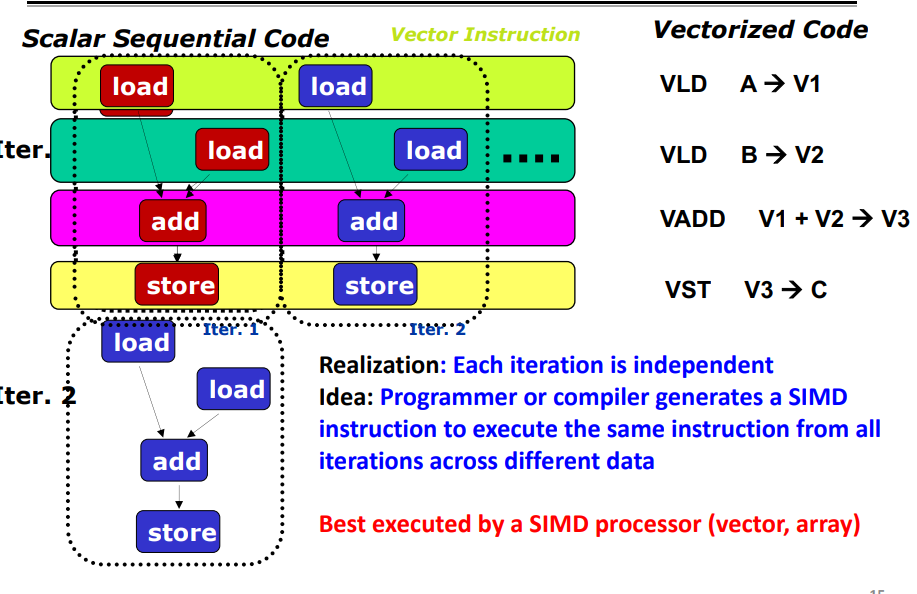 Scalar Sequential Code
Vector Instruction
Vectorized Code
load
load
VLD A → V1
Iter.
load
load
....
VLD B → V2
add
add
VADD V1 + V2 → V3
store
store
VST V3 → C
Iter. 1
Iter. 2
load
Iter. 2
load
add
store
Realization: Each iteration is independent
Idea: Programmer or compiler generates a SIMD
instruction to execute the same instruction from all
iterations across different data
Best executed by a SIMD processor (vector, array)